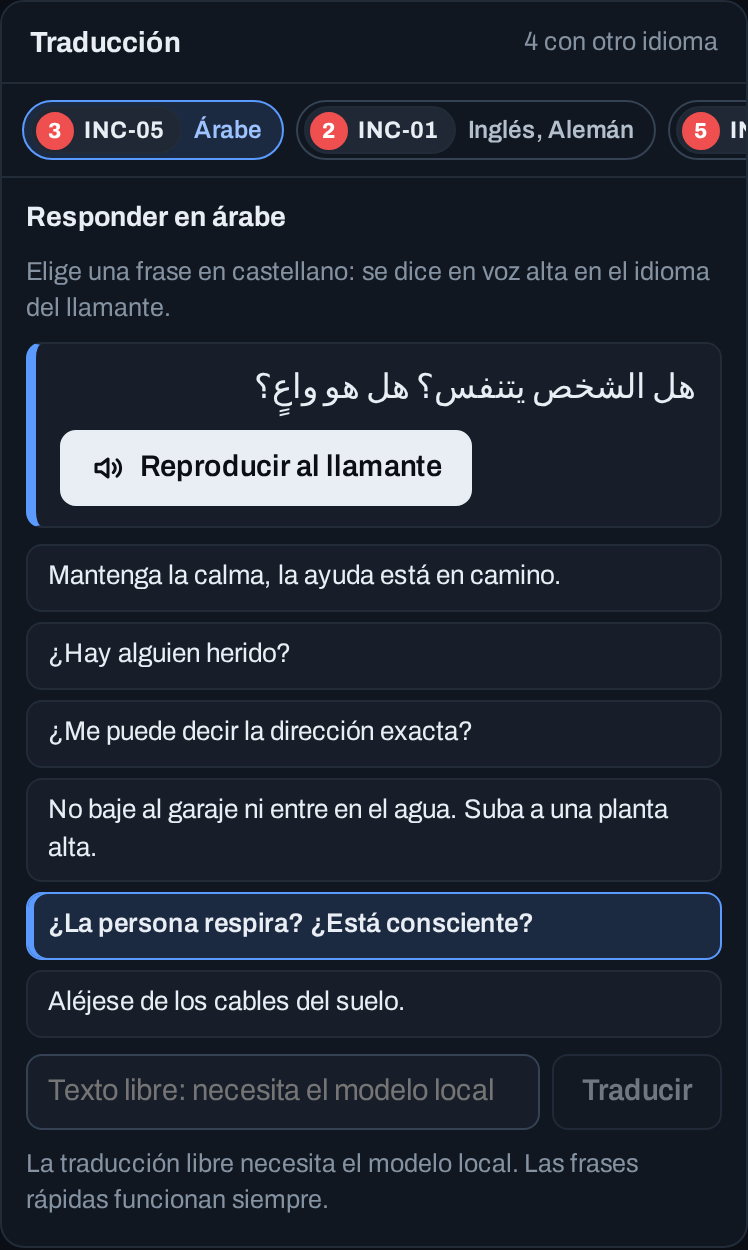 Traducción
4 con otro idioma
3 INC-05 Árabe
2 INC-01 Inglés, Alemán
5
Responder en árabe
Elige una frase en castellano: se dice en voz alta en el idioma
del llamante.
هل الشخص يتنفس؟ هل هو واعٍ؟
Reproducir al llamante
Mantenga la calma, la ayuda está en camino.
¿Hay alguien herido?
¿Me puede decir la dirección exacta?
No baje al garaje ni entre en el agua. Suba a una planta
alta.
¿La persona respira? ¿Está consciente?
Aléjese de los cables del suelo.
Texto libre: necesita el modelo local
Traducir
La traducción libre necesita el modelo local. Las frases
rápidas funcionan siempre.